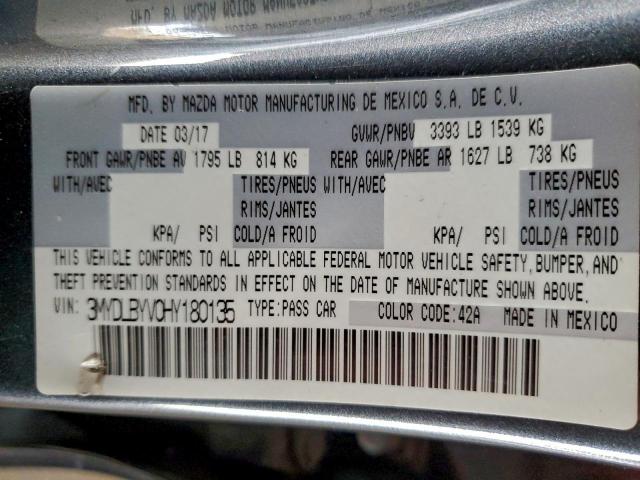 MFD. BY MAZDA MOTOR MANUFACTURING DE MEXICO S.A. DE C.V.
DATE 03/17 GVWR/PNBV 3393 LB 1539 KG
FRONT GAWR/PNBE AV 1795 LB 814 KG REAR GAWR/PNBE AR 1627 LB 738 KG
WITH/AVEC TIRES/PNEUS WITH/AVEC TIRES/PNEUS
RIMS/JANTES RIMS/JANTES
KPA/ PSI COLD/A FROID KPA/ PSI COLD/A FROID
THIS VEHICLE CONFORMS TO ALL APPLICABLE FEDERAL MOTOR VEHICLE SAFETY, BUMPER, AND
THEFT PREVENTION STANDARDS IN EFFECT ON THE DATE OF MANUFACTURE SHOWN ABOVE.
VIN: 3MYDLBYV0HY180135 TYPE:PASS CAR COLOR CODE:42A MADE IN MEXICO